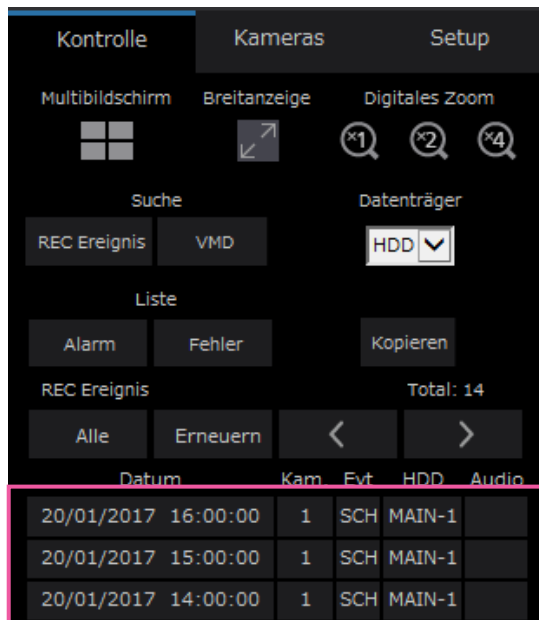 Kontrolle Kameras Setup
Multibildschirm Breitanzeige Digitales Zoom
×1 ×2 ×4
Suche Datenträger
REC Ereignis VMD HDD
Liste
Alarm Fehler Kopieren
REC Ereignis Total: 14
Alle Erneuern < >
Datum Kam. Evt HDD Audio
20/01/2017 16:00:00 1 SCH MAIN-1
20/01/2017 15:00:00 1 SCH MAIN-1
20/01/2017 14:00:00 1 SCH MAIN-1